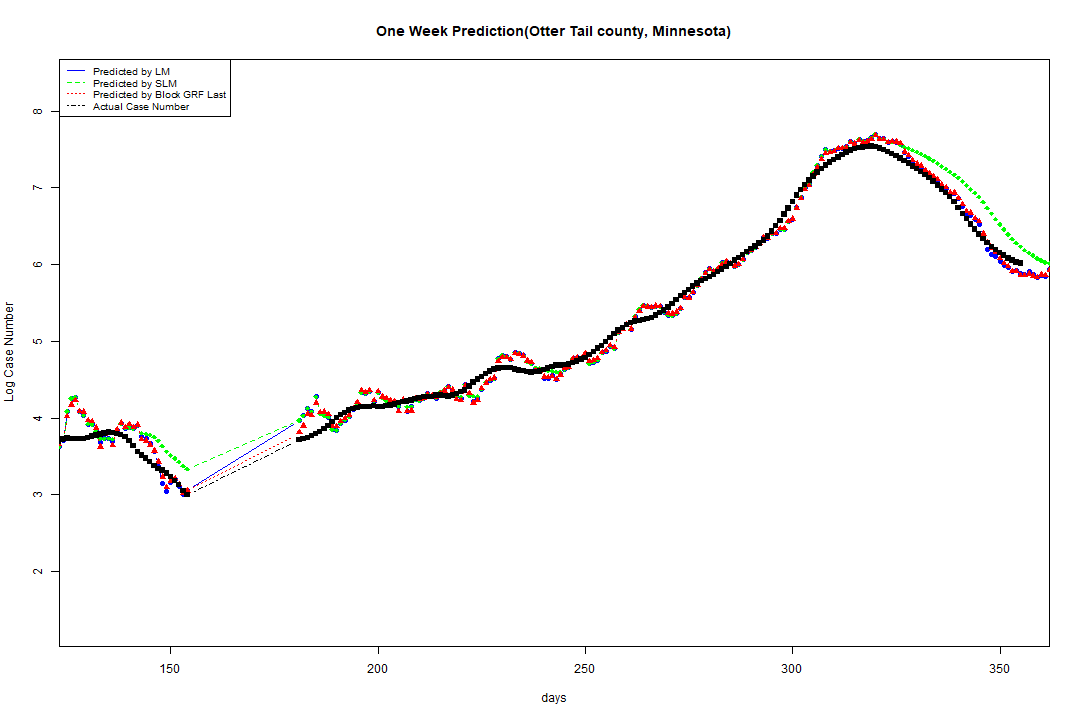 One Week Prediction(Otter Tail county, Minnesota)
Predicted by LM
Predicted by SLM
Predicted by Block GRF Last
Actual Case Number
Log Case Number
8
7
6
5
4
3
2
150 200 250 300 350
days